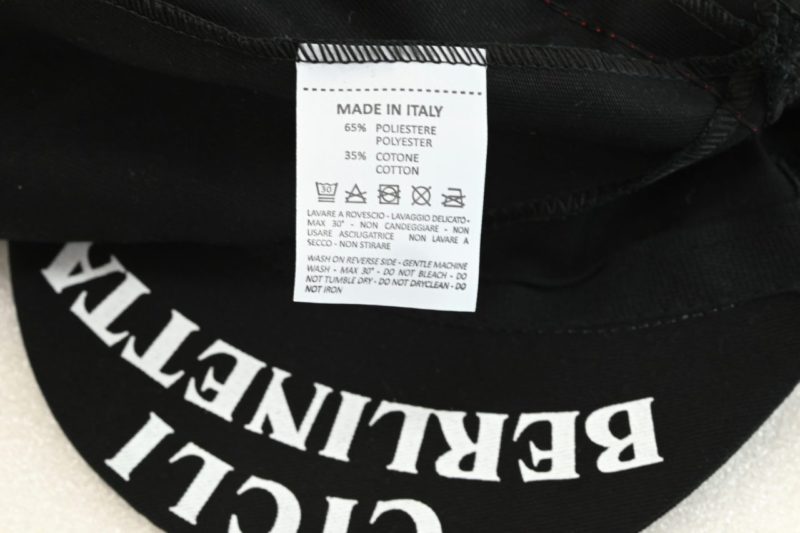 MADE IN ITALY
65% POLIESTERE
POLYESTER
35% COTONE
COTTON
30
LAVARE A ROVESCIO - LAVAGGIO DELICATO -
MAX 30° - NON CANDEGGIARE - NON
USARE ASCIUGATRICE NON LAVARE A
SECCO - NON STIRARE
WASH ON REVERSE SIDE - GENTLE MACHINE
WASH - MAX 30° - DO NOT BLEACH - DO
NOT TUMBLE DRY - DO NOT DRYCLEAN - DO
NOT IRON
CICLI
BERLINETTA